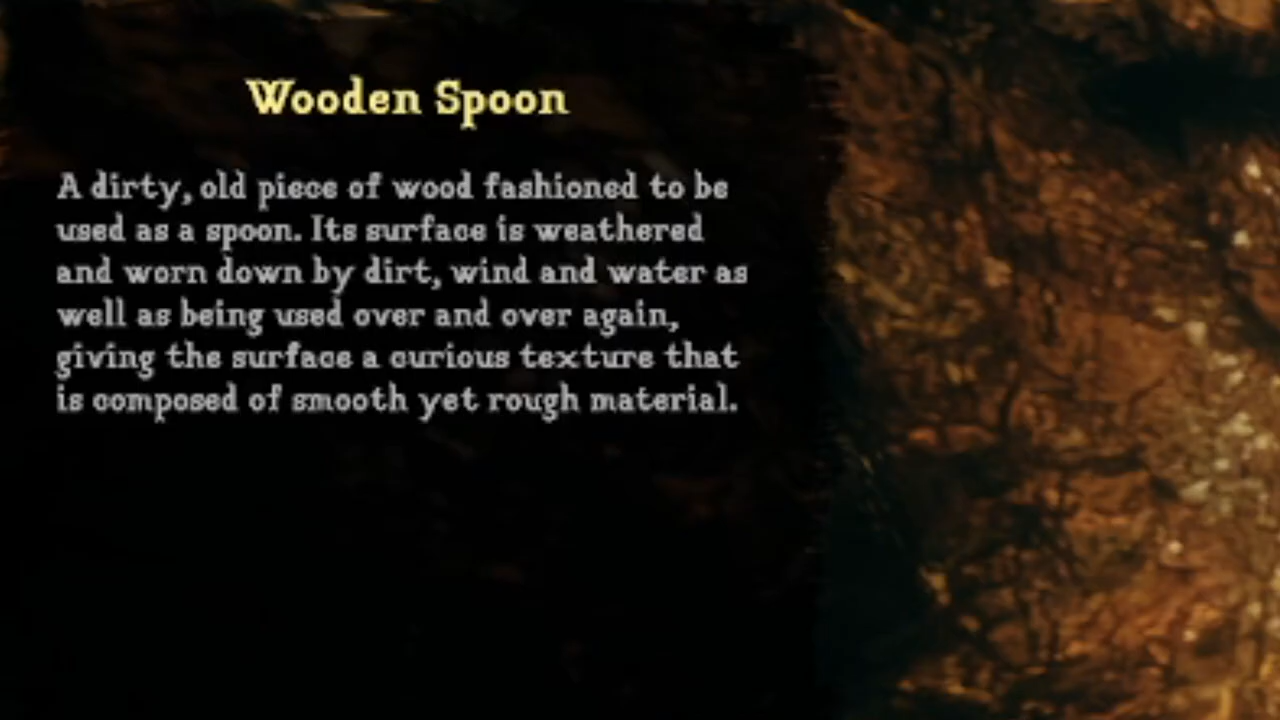 Wooden Spoon
A dirty, old piece of wood fashioned to be
used as a spoon. Its surface is weathered
and worn down by dirt, wind and water as
well as being used over and over again,
giving the surface a curious texture that
is composed of smooth yet rough material.